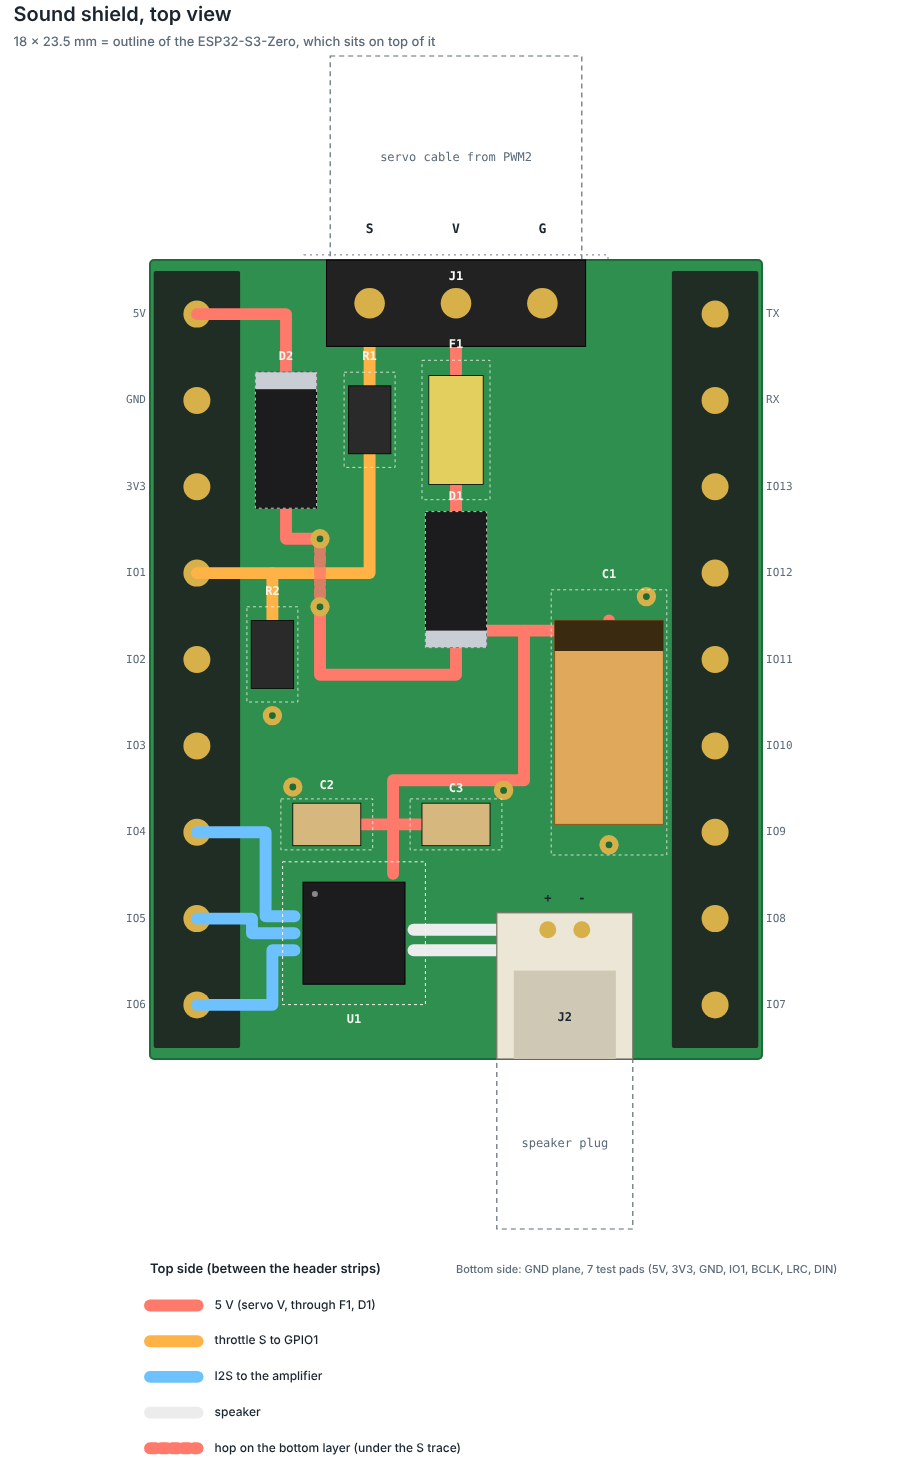 Sound shield, top view
18 × 23.5 mm = outline of the ESP32-S3-Zero, which sits on top of it
servo cable from PWM2
S V G
J1
5V TX
F1
D2 R1
GND RX
3V3 IO13
D1
IO1 IO12
C1
R2
IO2 IO11
IO3 IO10
C2 C3
IO4 IO9
+ -
IO5 IO8
IO6 IO7
U1 J2
speaker plug
Top side (between the header strips) Bottom side: GND plane, 7 test pads (5V, 3V3, GND, IO1, BCLK, LRC, DIN)
5 V (servo V, through F1, D1)
throttle S to GPIO1
I2S to the amplifier
speaker
hop on the bottom layer (under the S trace)